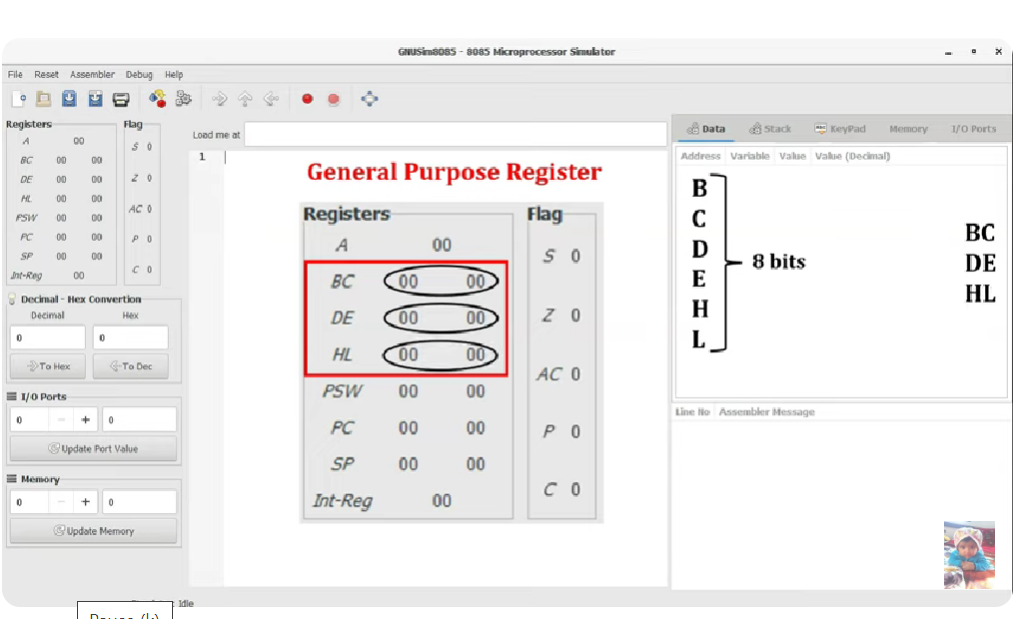 GNUSim8085 - 8085 Microprocessor Simulator
File Reset Assembler Debug Help
Registers
A 00
BC 00 00
DE 00 00
HL 00 00
PSW 00 00
PC 00 00
SP 00 00
Int-Reg 00
Flag
S 0
Z 0
AC 0
P 0
C 0
Decimal - Hex Convertion
Decimal Hex
0 0
To Hex To Dec
I/O Ports
0 − + 0
Update Port Value
Memory
0 − + 0
Update Memory
Load me at
1
General Purpose Register
Registers
A 00
BC 00 00
DE 00 00
HL 00 00
PSW 00 00
PC 00 00
SP 00 00
Int-Reg 00
Flag
S 0
Z 0
AC 0
P 0
C 0
Data Stack KeyPad Memory I/O Ports
Address Variable Value Value (Decimal)
B
C
D
E
H
L
8 bits
BC
DE
HL
Line No Assembler Message
Idle
Pause (k)